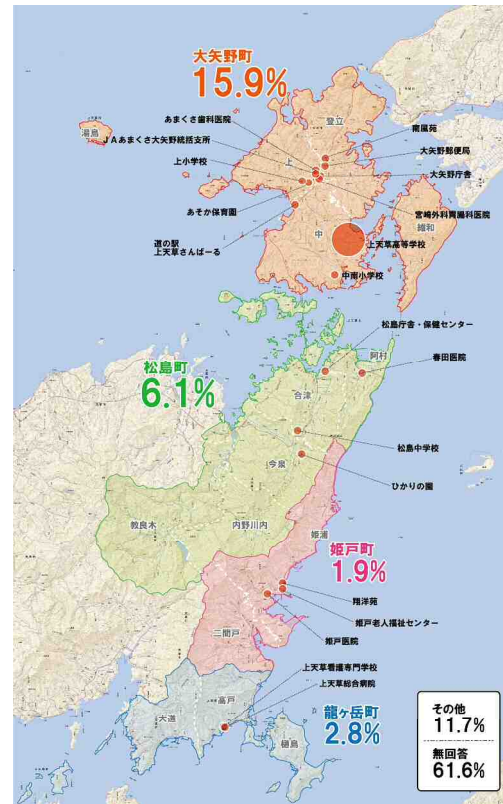 大矢野町
15.9%
登立
南風苑
あまくさ歯科医院
大矢野郵便局
湯島
JAあまくさ大矢野統括支所
上
大矢野庁舎
上小学校
宮崎外科胃腸科医院
あそか保育園
維和
道の駅
上天草さんぱーる
中
上天草高等学校
中南小学校
松島庁舎・保健センター
阿村
春田医院
松島町
6.1%
合津
松島中学校
今泉
ひかりの園
教良木
内野川内
姫浦
姫戸町
1.9%
翔洋苑
姫戸老人福祉センター
二間戸
姫戸医院
上天草看護専門学校
高戸
上天草総合病院
大道
龍ヶ岳町
2.8%
樋島
その他
11.7%
無回答
61.6%